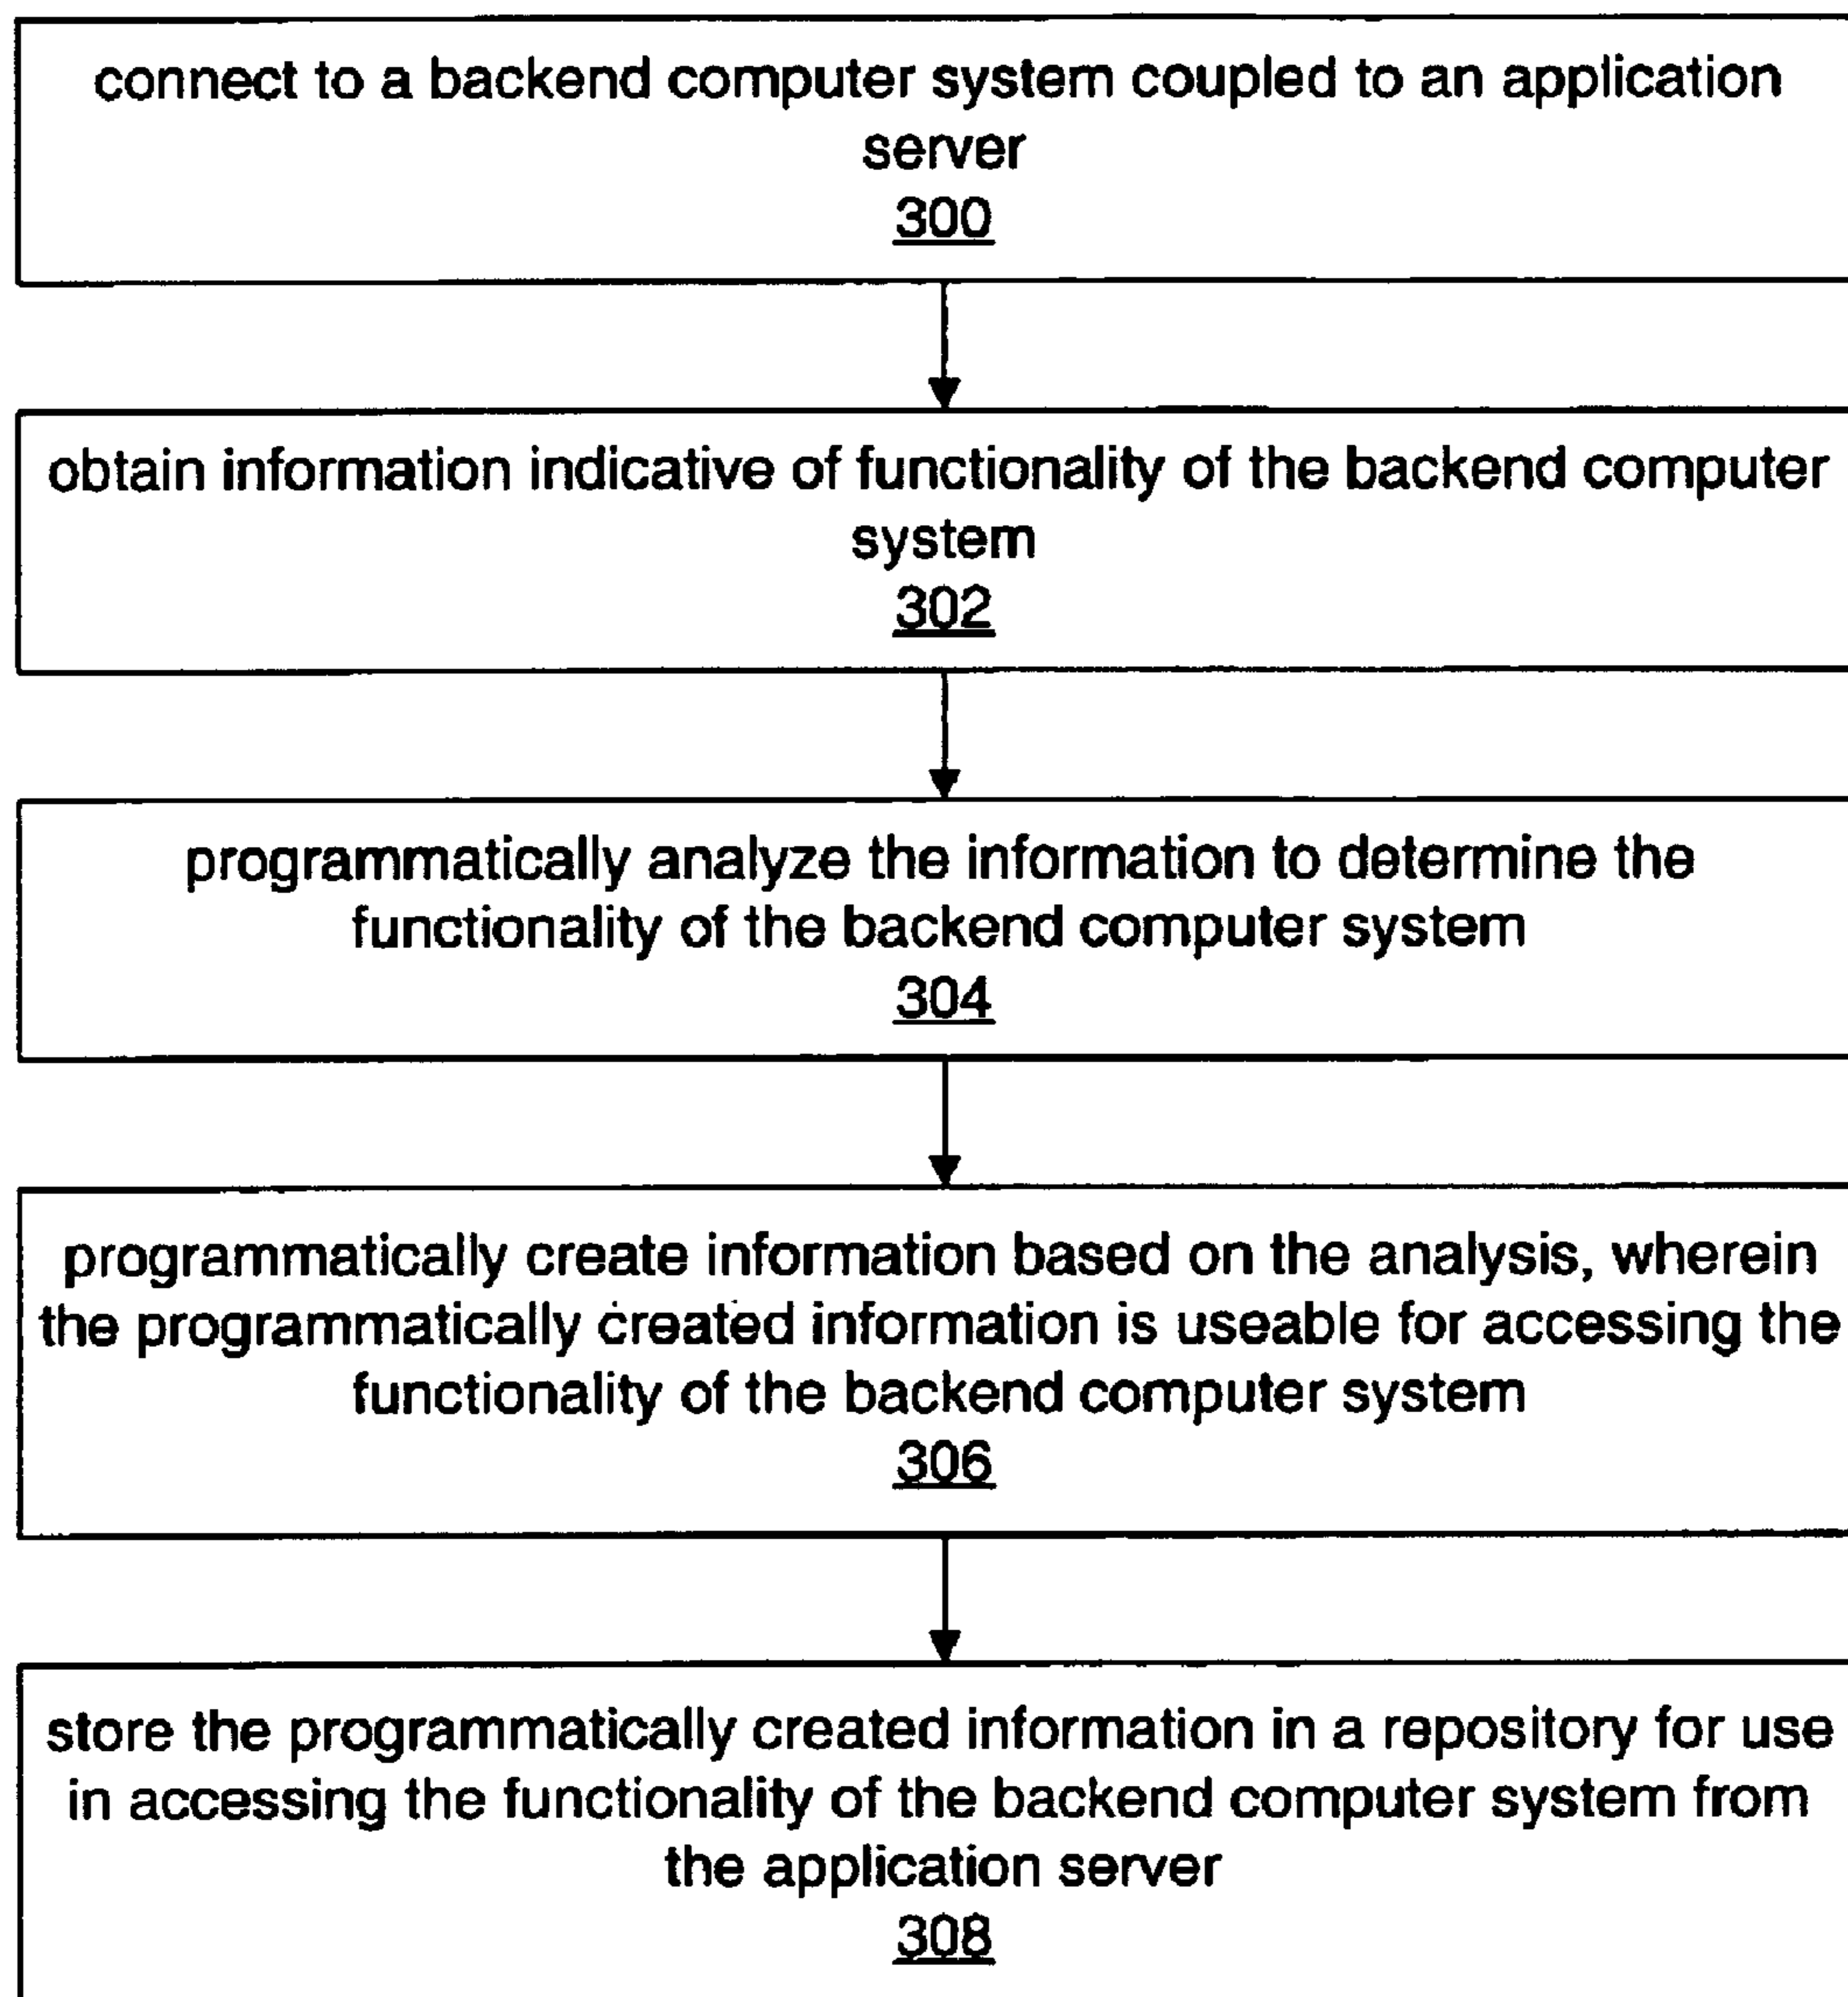 connect to a backend computer system coupled to an application
server
300
obtain information indicative of functionality of the backend computer
system
302
programmatically analyze the information to determine the
functionality of the backend computer system
304
programmatically create information based on the analysis, wherein
the programmatically created information is useable for accessing the
functionality of the backend computer system
306
store the programmatically created information in a repository for use
in accessing the functionality of the backend computer system from
the application server
308